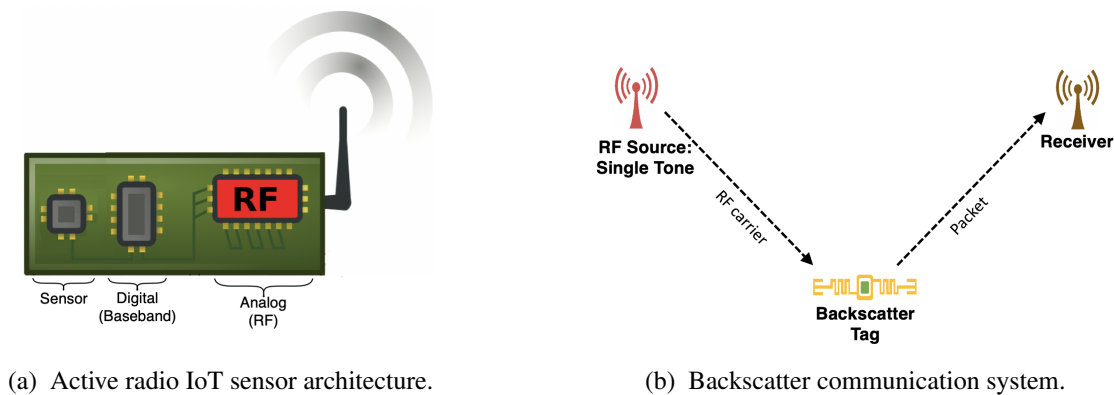 RF
Sensor
Digital
(Baseband)
Analog
(RF)
(a) Active radio IoT sensor architecture.
RF Source:
Single Tone
Receiver
RF carrier
Packet
Backscatter
Tag
(b) Backscatter communication system.